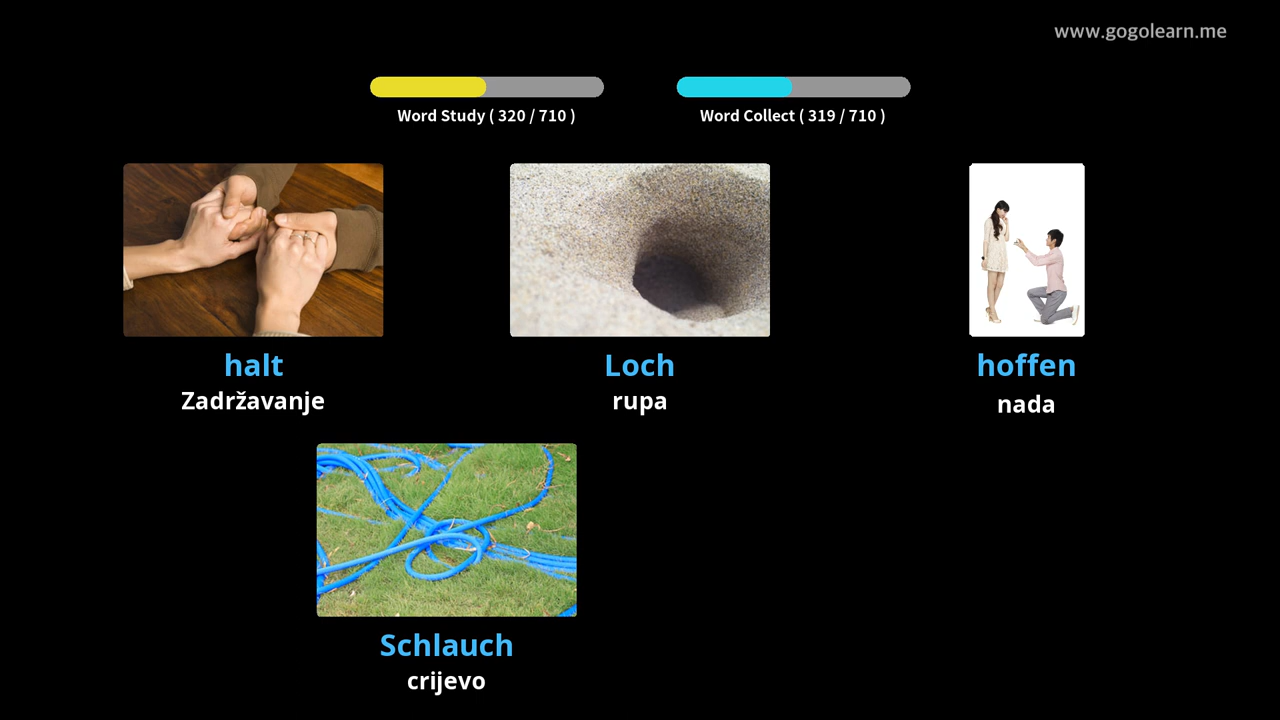 www.gogolearn.me
Word Study ( 320 / 710 )
Word Collect ( 319 / 710 )
halt
Zadržavanje
Loch
rupa
hoffen
nada
Schlauch
crijevo